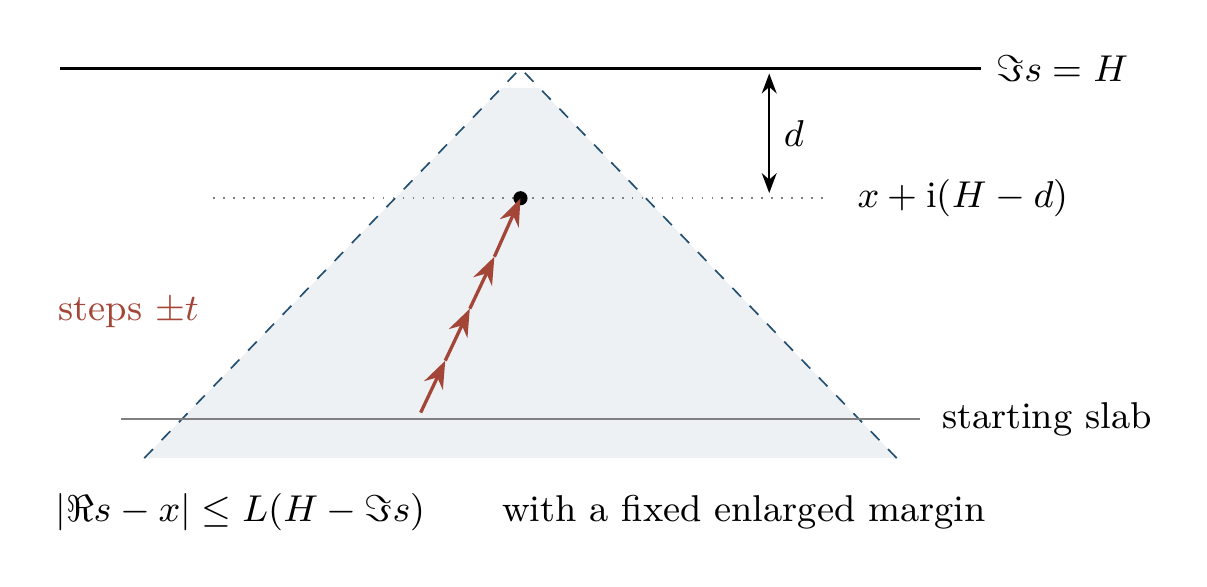 ℑs = H
d
x + i(H − d)
steps ±t
starting slab
|ℜs − x| ≤ L(H − ℑs) with a fixed enlarged margin